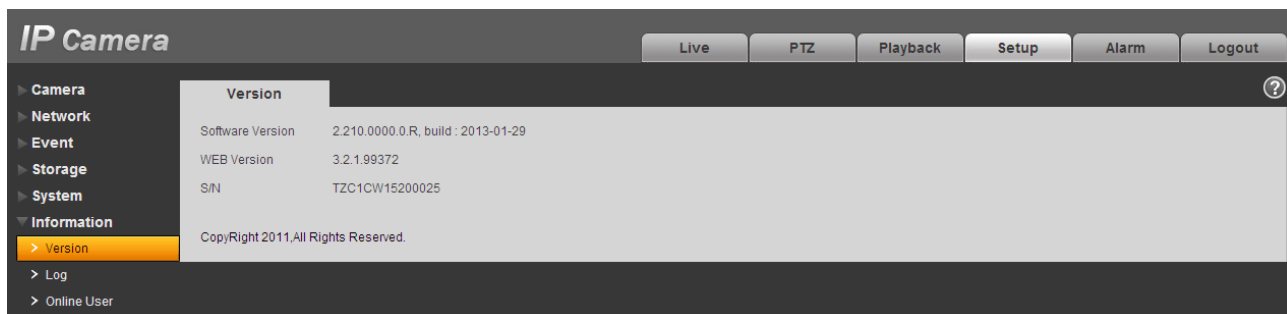 IP Camera
Live PTZ Playback Setup Alarm Logout
Camera
Network
Event
Storage
System
Information
Version
Log
Online User
Version
?
Software Version 2.210.0000.0.R, build : 2013-01-29
WEB Version 3.2.1.99372
S/N TZC1CW15200025
CopyRight 2011,All Rights Reserved.